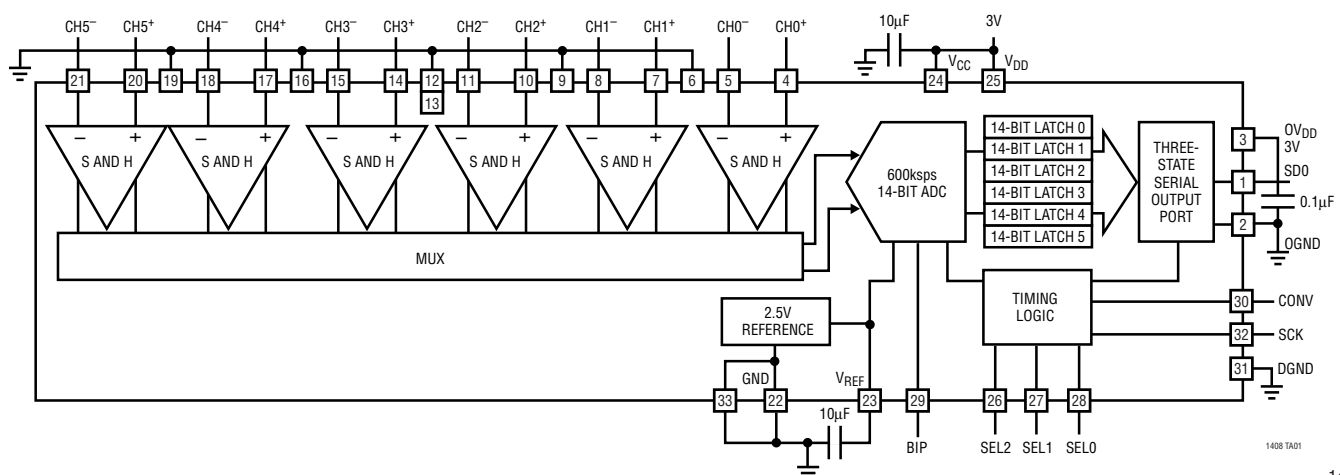 CH5– CH5+ CH4– CH4+ CH3– CH3+ CH2– CH2+ CH1– CH1+ CH0– CH0+
10µF 3V
VCC VDD
21 20 19 18 17 16 15 14 12 11 10 9 8 7 6 5 4 24 25
13
– + – + – + – + – + – +
S AND H S AND H S AND H S AND H S AND H S AND H
MUX
600ksps
14-BIT ADC
14-BIT LATCH 0
14-BIT LATCH 1
14-BIT LATCH 2
14-BIT LATCH 3
14-BIT LATCH 4
14-BIT LATCH 5
THREE-
STATE
SERIAL
OUTPUT
PORT
3 OVDD
3V
1 SD0
0.1µF
2
OGND
2.5V
REFERENCE
TIMING
LOGIC
30 CONV
32 SCK
31 DGND
GND VREF
33 22 23 29 26 27 28
10µF
BIP SEL2 SEL1 SEL0
1408 TA01